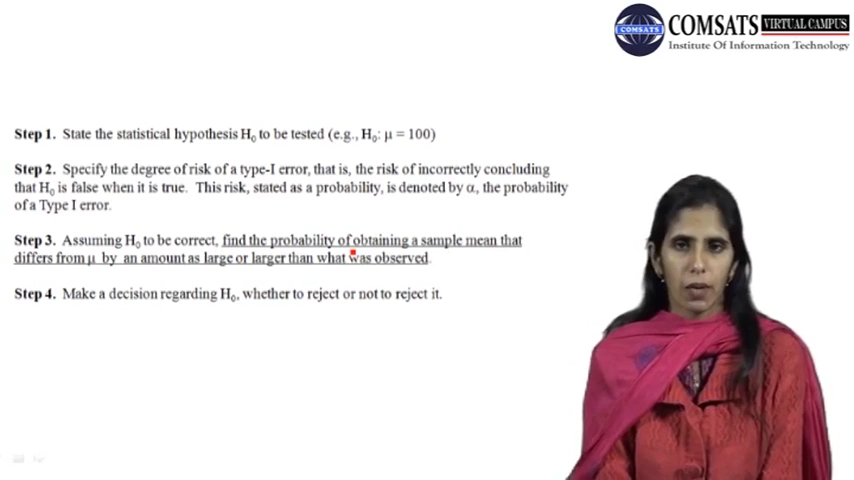 COMSATS VIRTUAL CAMPUS
COMSATS
Institute Of Information Technology
Step 1. State the statistical hypothesis H₀ to be tested (e.g., H₀: μ = 100)
Step 2. Specify the degree of risk of a type-I error, that is, the risk of incorrectly concluding
that H₀ is false when it is true. This risk, stated as a probability, is denoted by α, the probability
of a Type I error.
Step 3. Assuming H₀ to be correct, find the probability of obtaining a sample mean that
differs from μ by an amount as large or larger than what was observed.
Step 4. Make a decision regarding H₀, whether to reject or not to reject it.